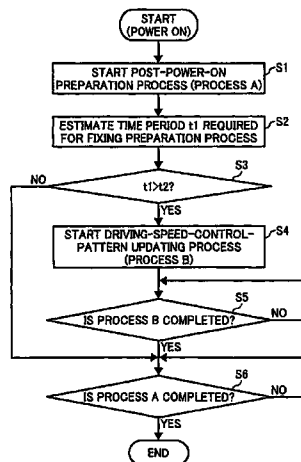 START
(POWER ON)
S1
START POST-POWER-ON
PREPARATION PROCESS (PROCESS A)
S2
ESTIMATE TIME PERIOD t1 REQUIRED
FOR FIXING PREPARATION PROCESS
S3
NO
t1>t2?
YES
S4
START DRIVING-SPEED-CONTROL-
PATTERN UPDATING PROCESS
(PROCESS B)
S5
IS PROCESS B COMPLETED?
NO
YES
S6
IS PROCESS A COMPLETED?
NO
YES
END